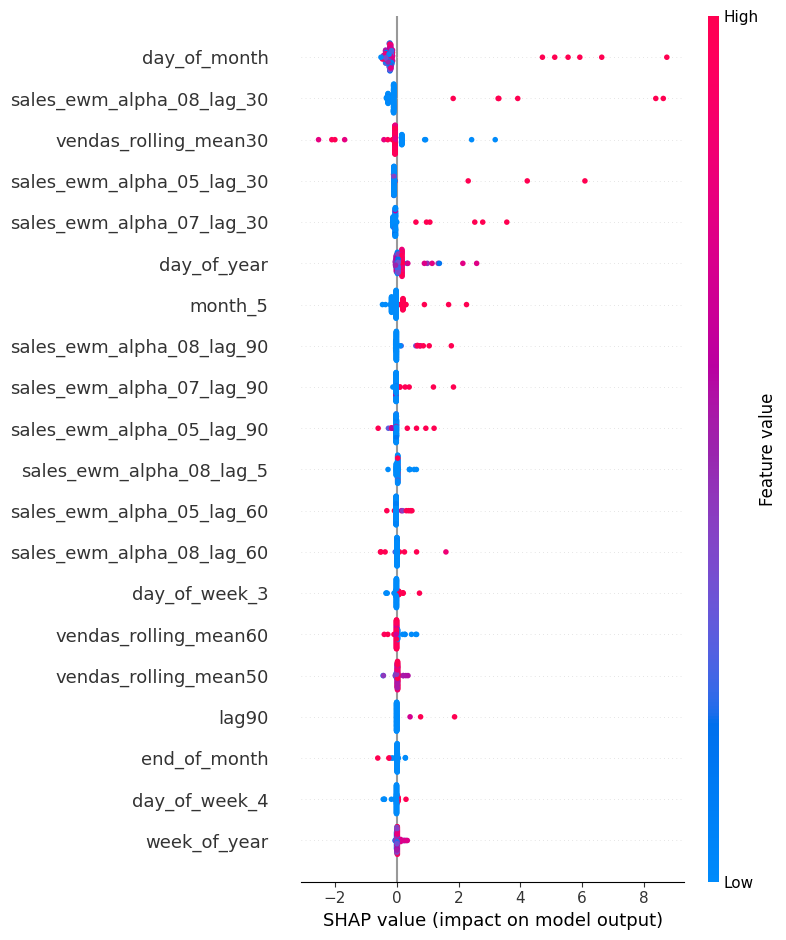 High
day_of_month
sales_ewm_alpha_08_lag_30
vendas_rolling_mean30
sales_ewm_alpha_05_lag_30
sales_ewm_alpha_07_lag_30
day_of_year
month_5
sales_ewm_alpha_08_lag_90
sales_ewm_alpha_07_lag_90
sales_ewm_alpha_05_lag_90
sales_ewm_alpha_08_lag_5
sales_ewm_alpha_05_lag_60
sales_ewm_alpha_08_lag_60
day_of_week_3
vendas_rolling_mean60
vendas_rolling_mean50
lag90
end_of_month
day_of_week_4
week_of_year
Feature value
Low
−2 0 2 4 6 8
SHAP value (impact on model output)